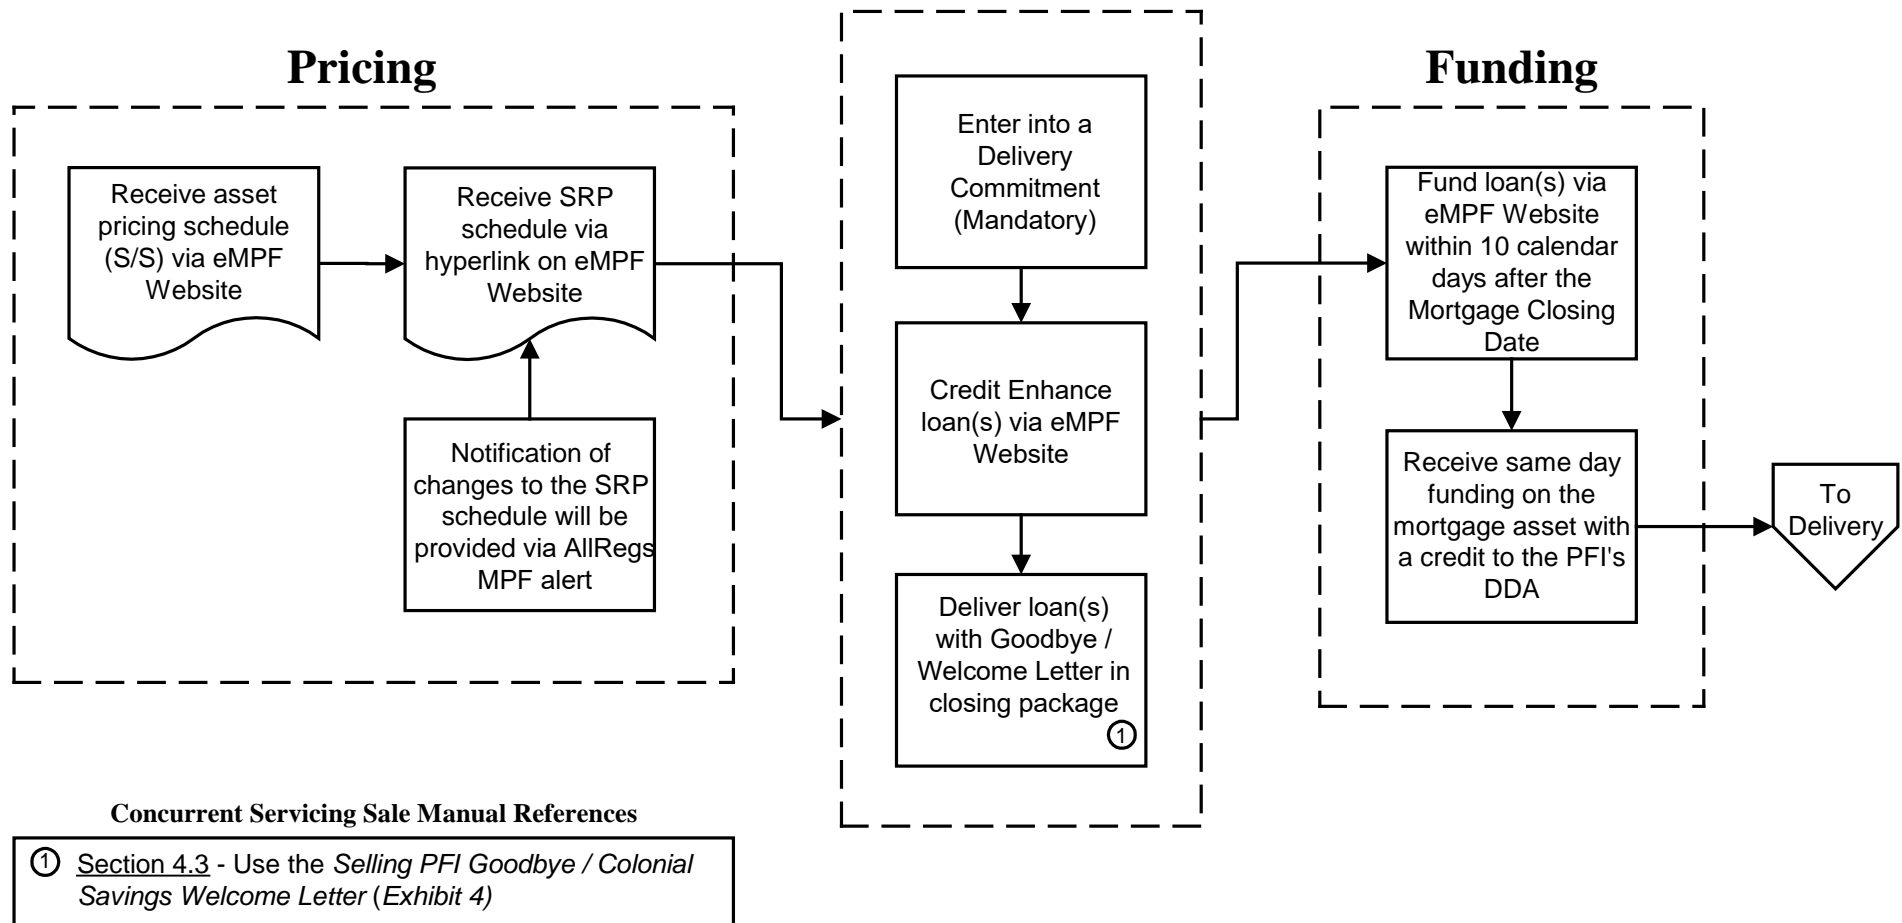 Pricing
Receive asset
pricing schedule
(S/S) via eMPF
Website
Receive SRP
schedule via
hyperlink on eMPF
Website
Notification of
changes to the SRP
schedule will be
provided via AllRegs
MPF alert
Enter into a
Delivery
Commitment
(Mandatory)
Credit Enhance
loan(s) via eMPF
Website
Deliver loan(s)
with Goodbye /
Welcome Letter in
closing package
1
Funding
Fund loan(s) via
eMPF Website
within 10 calendar
days after the
Mortgage Closing
Date
Receive same day
funding on the
mortgage asset with
a credit to the PFI's
DDA
To
Delivery
Concurrent Servicing Sale Manual References
1 Section 4.3 - Use the Selling PFI Goodbye / Colonial
Savings Welcome Letter (Exhibit 4)